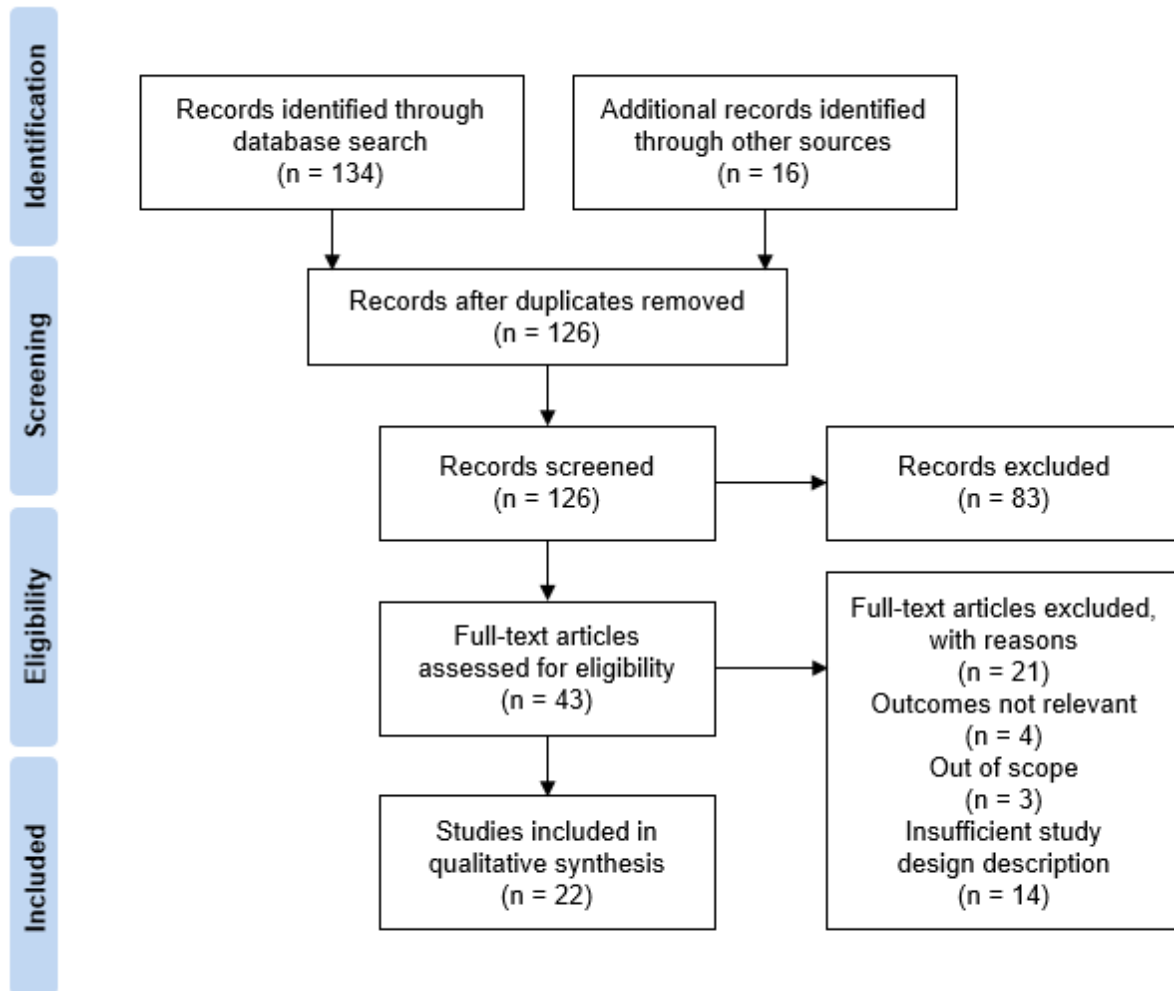 Identification
Records identified through
database search
(n = 134)
Additional records identified
through other sources
(n = 16)
Screening
Records after duplicates removed
(n = 126)
Records screened
(n = 126)
Records excluded
(n = 83)
Eligibility
Full-text articles
assessed for eligibility
(n = 43)
Full-text articles excluded,
with reasons
(n = 21)
Outcomes not relevant
(n = 4)
Out of scope
(n = 3)
Insufficient study
design description
(n = 14)
Included
Studies included in
qualitative synthesis
(n = 22)